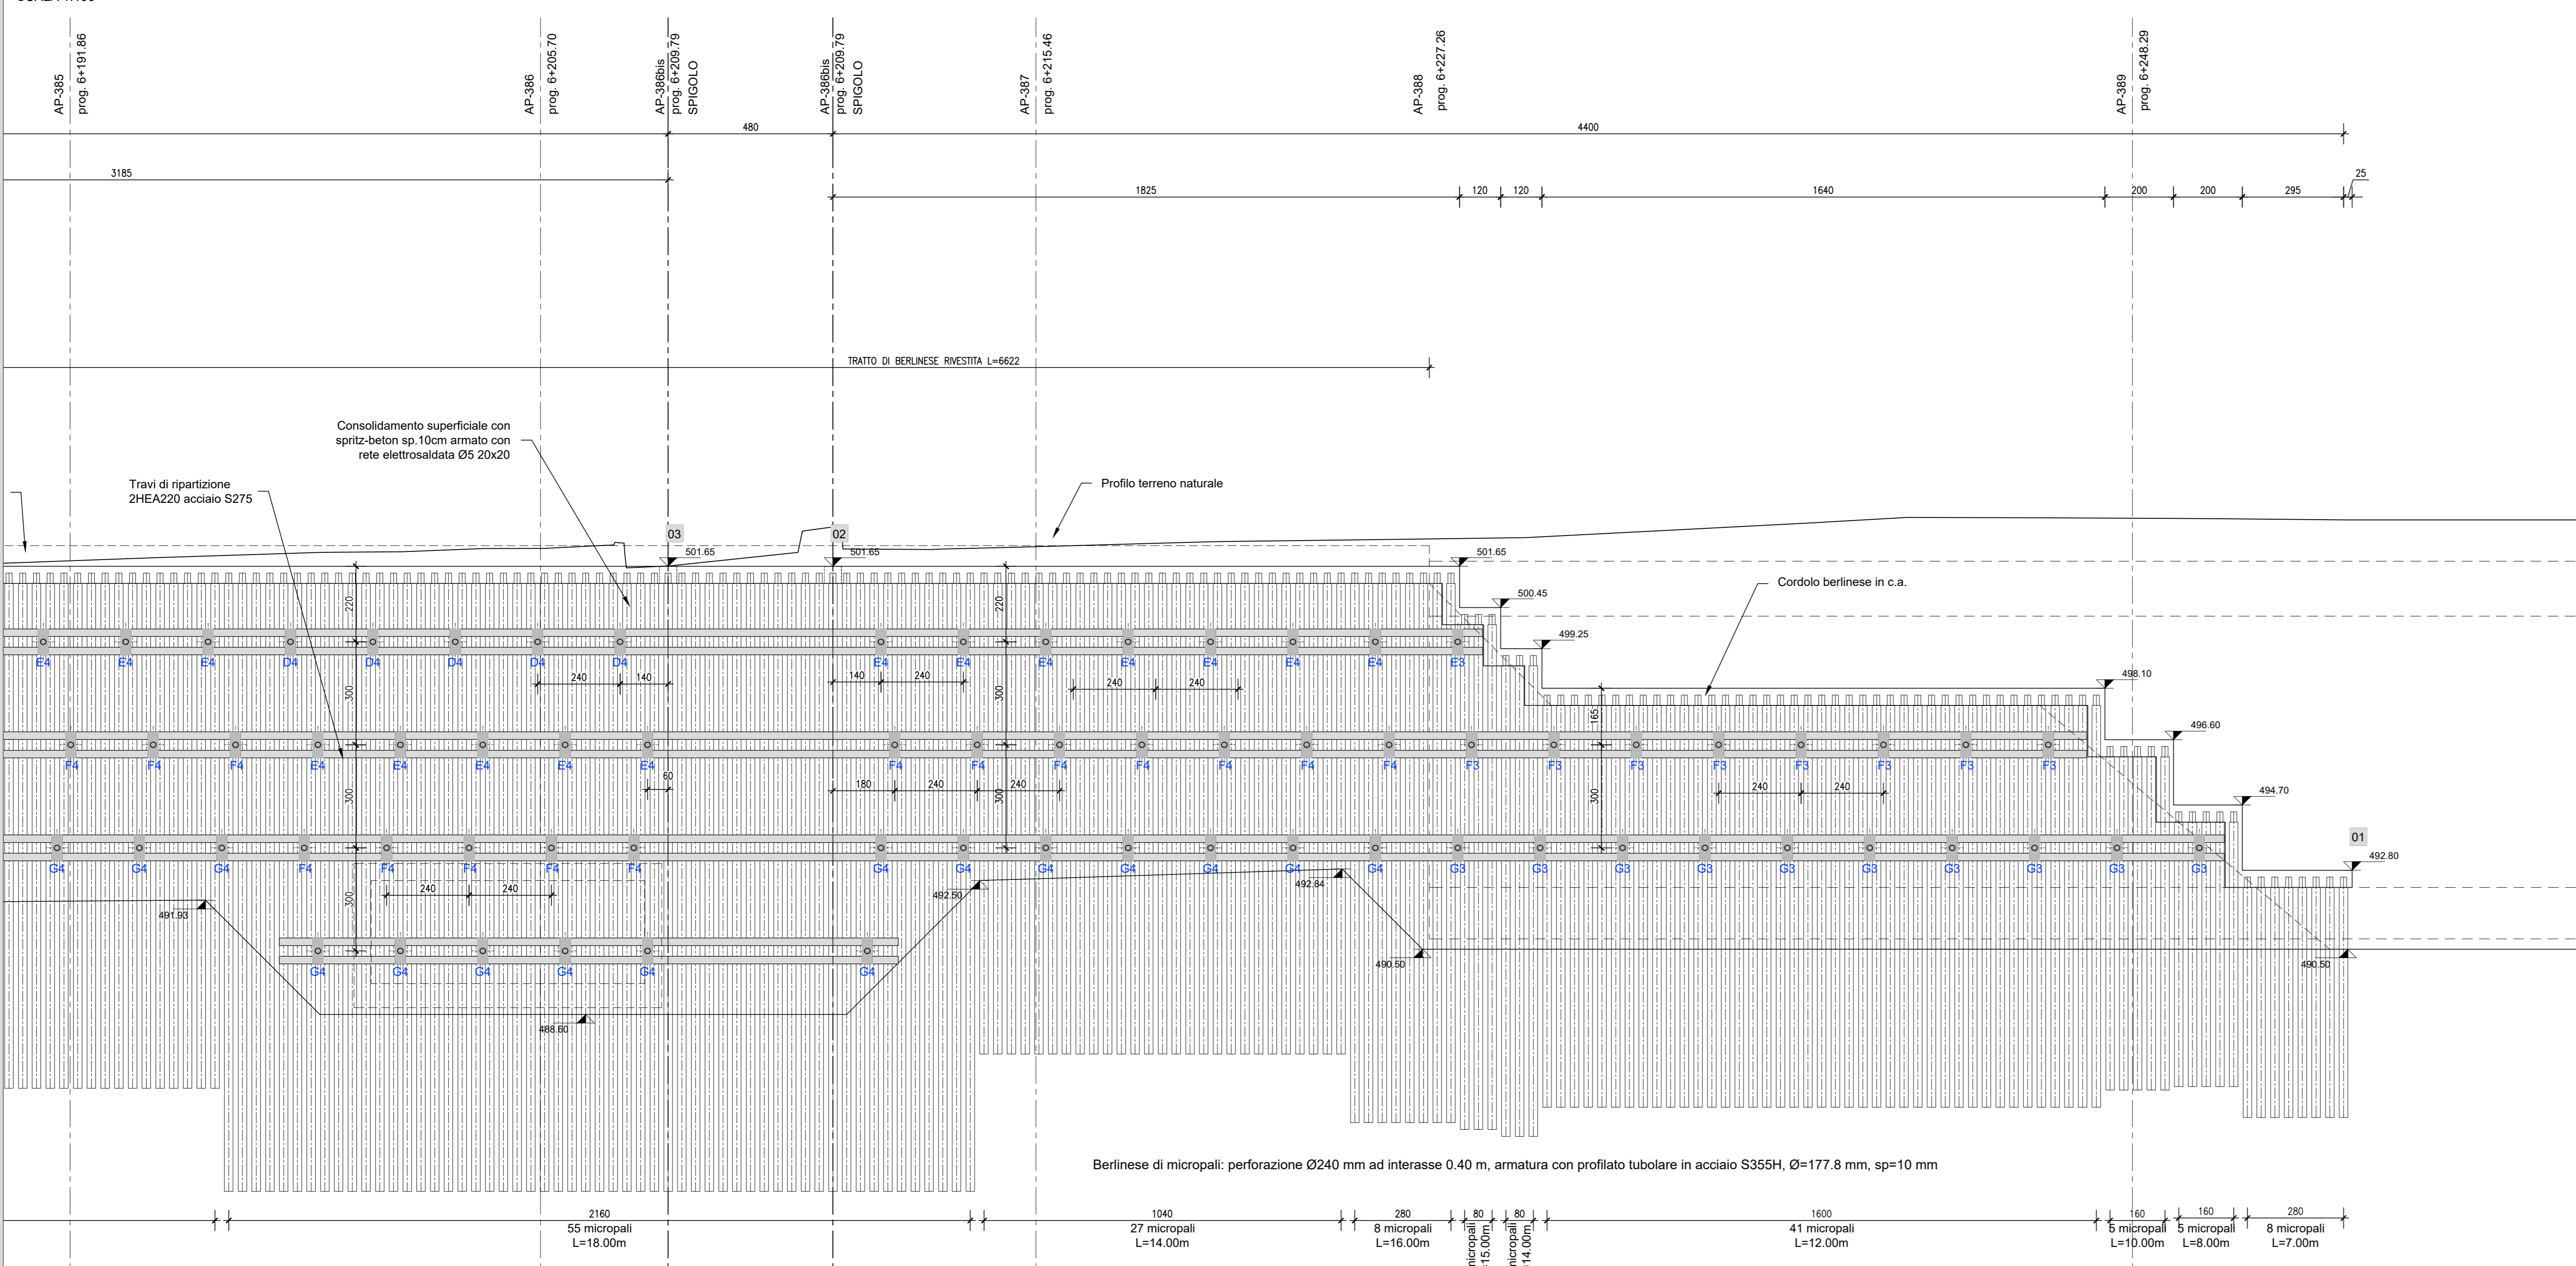 AP-385
prog. 6+191.86
AP-386
prog. 6+205.70
AP-386bis
prog. 6+209.79
SPIGOLO
AP-386bis
prog. 6+209.79
SPIGOLO
AP-387
prog. 6+215.46
AP-388
prog. 6+227.26
AP-389
prog. 6+248.29
480
4400
3185
1825
120
120
1640
200
200
295
25
TRATTO DI BERLINESE RIVESTITA L=6622
Consolidamento superficiale con
spritz-beton sp.10cm armato con
rete elettrosaldata Ø5 20x20
Travi di ripartizione
2HEA220 acciaio S275
Profilo terreno naturale
Cordolo berlinese in c.a.
03
02
501.65
501.65
501.65
500.45
499.25
498.10
496.60
494.70
01
492.80
220
220
E4 E4 E4 D4 D4 D4 D4 D4 E4 E4 E4 E4 E4 E4 E4 E3
240 140
140 240
240 240
300
300
165
F4 F4 F4 E4 E4 E4 E4 E4 F4 F4 F4 F4 F4 F4 F4 F3 F3 F3 F3 F3 F3 F3 F3
60
180 240 240
240 240
300
300
300
G4 G4 G4 F4 F4 F4 F4 F4 G4 G4 G4 G4 G4 G4 G4 G3 G3 G3 G3 G3 G3 G3 G3 G3 G3
240 240
300
491.93
492.50
492.84
490.50
490.50
G4 G4 G4 G4 G4 G4
488.60
Berlinese di micropali: perforazione Ø240 mm ad interasse 0.40 m, armatura con profilato tubolare in acciaio S355H, Ø=177.8 mm, sp=10 mm
2160
55 micropali
L=18.00m
1040
27 micropali
L=14.00m
280
8 micropali
L=16.00m
80
micropali
=15.00m
80
micropali
=14.00m
1600
41 micropali
L=12.00m
160
5 micropali
L=10.00m
160
5 micropali
L=8.00m
280
8 micropali
L=7.00m